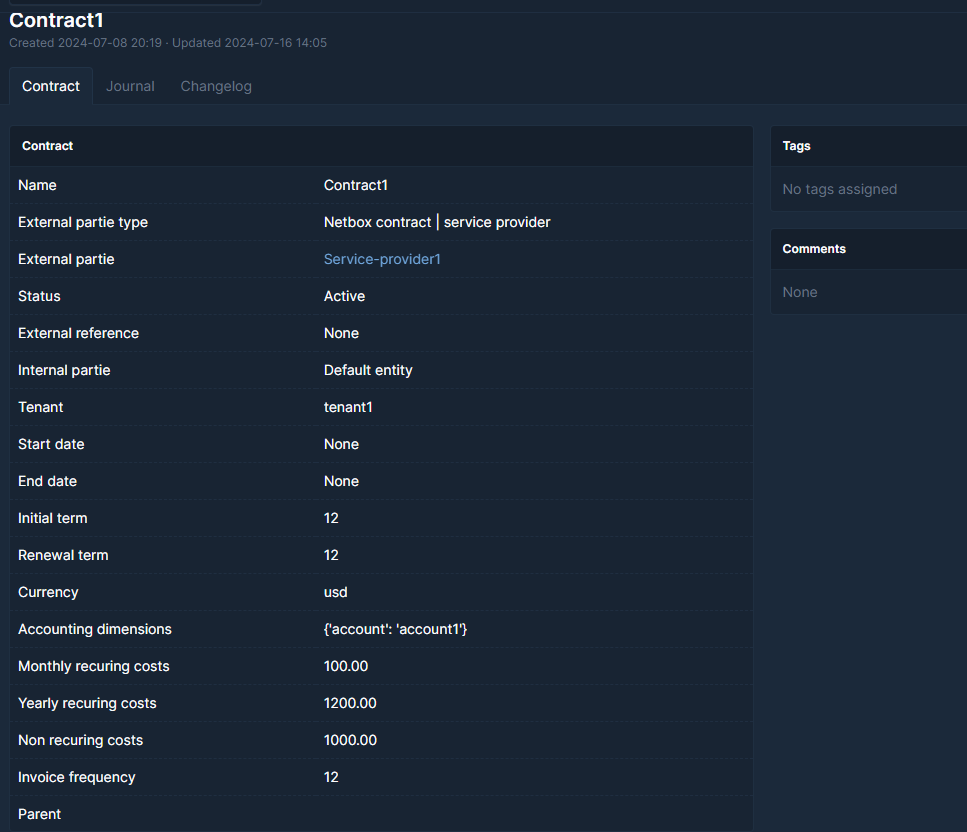 Contract1
Created 2024-07-08 20:19 · Updated 2024-07-16 14:05
Contract Journal Changelog
Contract
Name Contract1
External partie type Netbox contract | service provider
External partie Service-provider1
Status Active
External reference None
Internal partie Default entity
Tenant tenant1
Start date None
End date None
Initial term 12
Renewal term 12
Currency usd
Accounting dimensions {'account': 'account1'}
Monthly recuring costs 100.00
Yearly recuring costs 1200.00
Non recuring costs 1000.00
Invoice frequency 12
Parent
Tags
No tags assigned
Comments
None